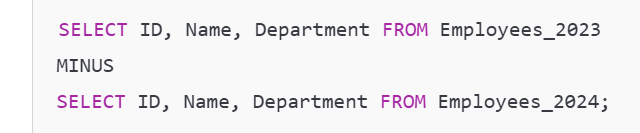 SELECT ID, Name, Department FROM Employees_2023
MINUS
SELECT ID, Name, Department FROM Employees_2024;